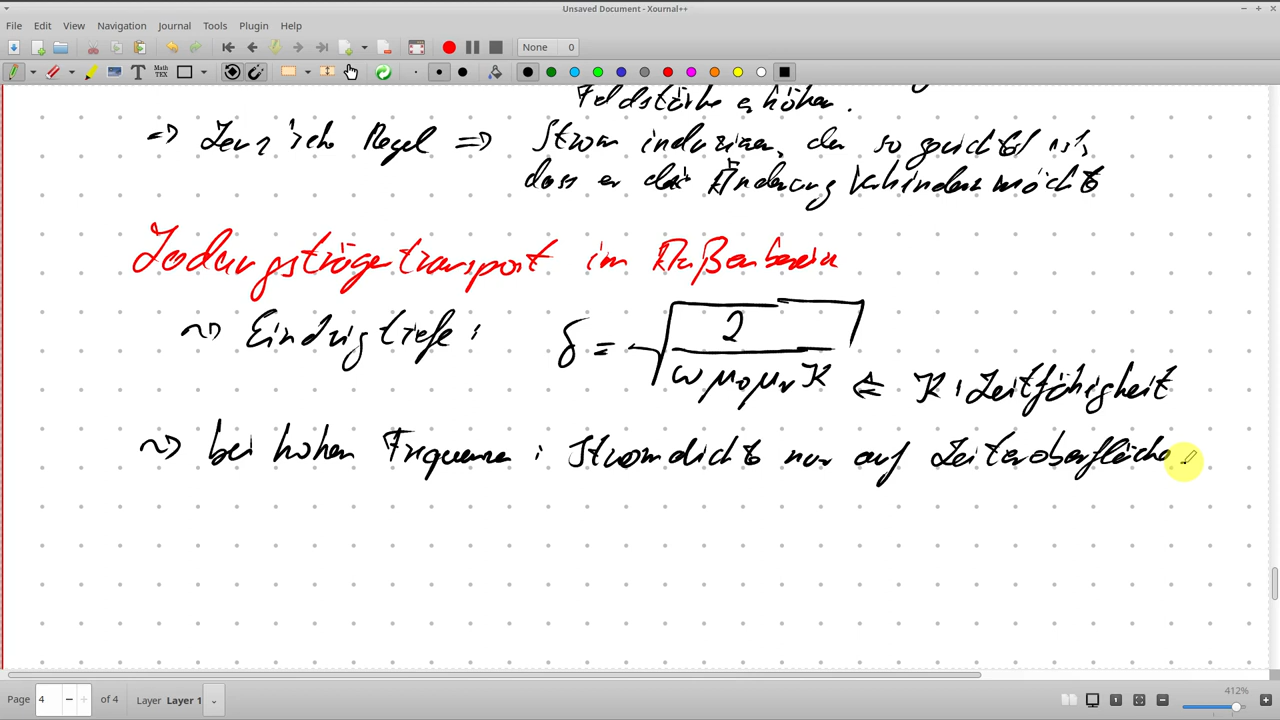 Unsaved Document - Xournal++
File Edit View Navigation Journal Tools Plugin Help
None 0
Feldstärke erhöhen.
=> Lenz'sche Regel => Strom induzieren, der so gerichtet ist,
dass er die Änderung verhindern möchte
Ladungsträgertransport im Außenbereich
~> Eindringtiefe: δ = √(2 / (ω μ₀ μᵣ ϰ)) ⇐ ϰ: Leitfähigkeit
~> bei hohen Frequenzen: Stromdichte nur auf Leiteroberfläche.
Page 4 of 4 Layer Layer 1 412%